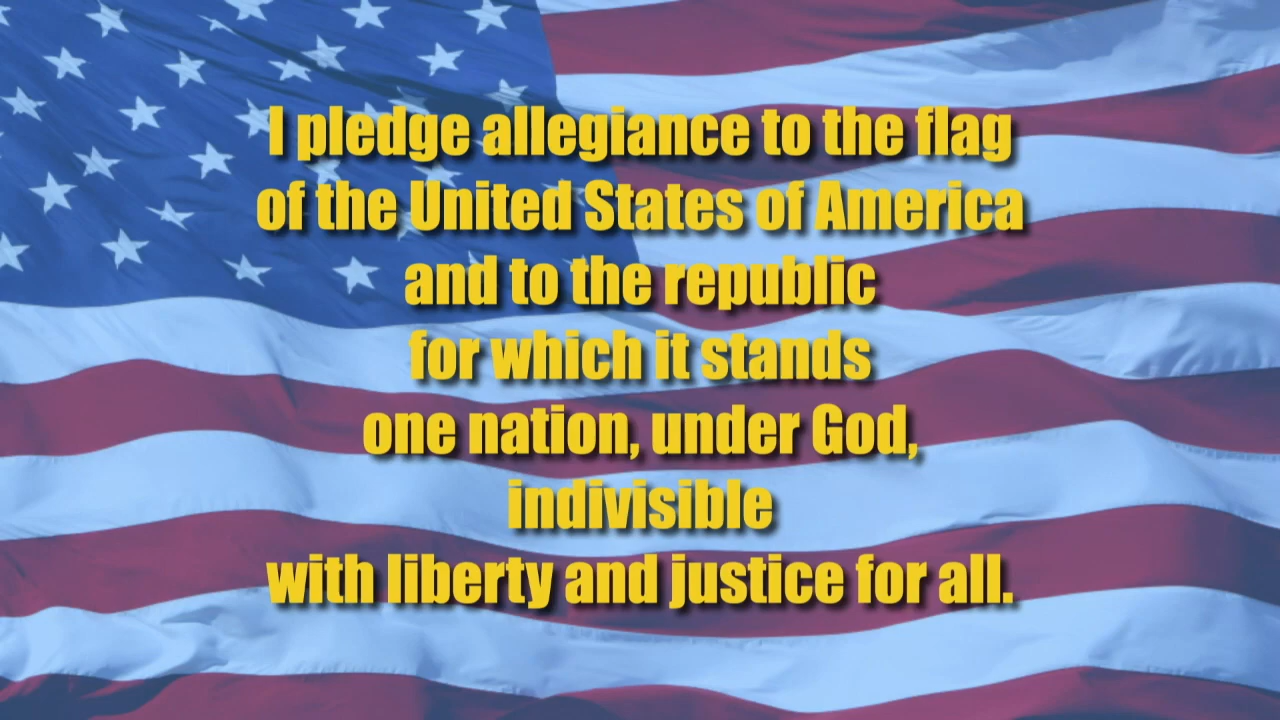 I pledge allegiance to the flag
of the United States of America
and to the republic
for which it stands
one nation, under God,
indivisible
with liberty and justice for all.